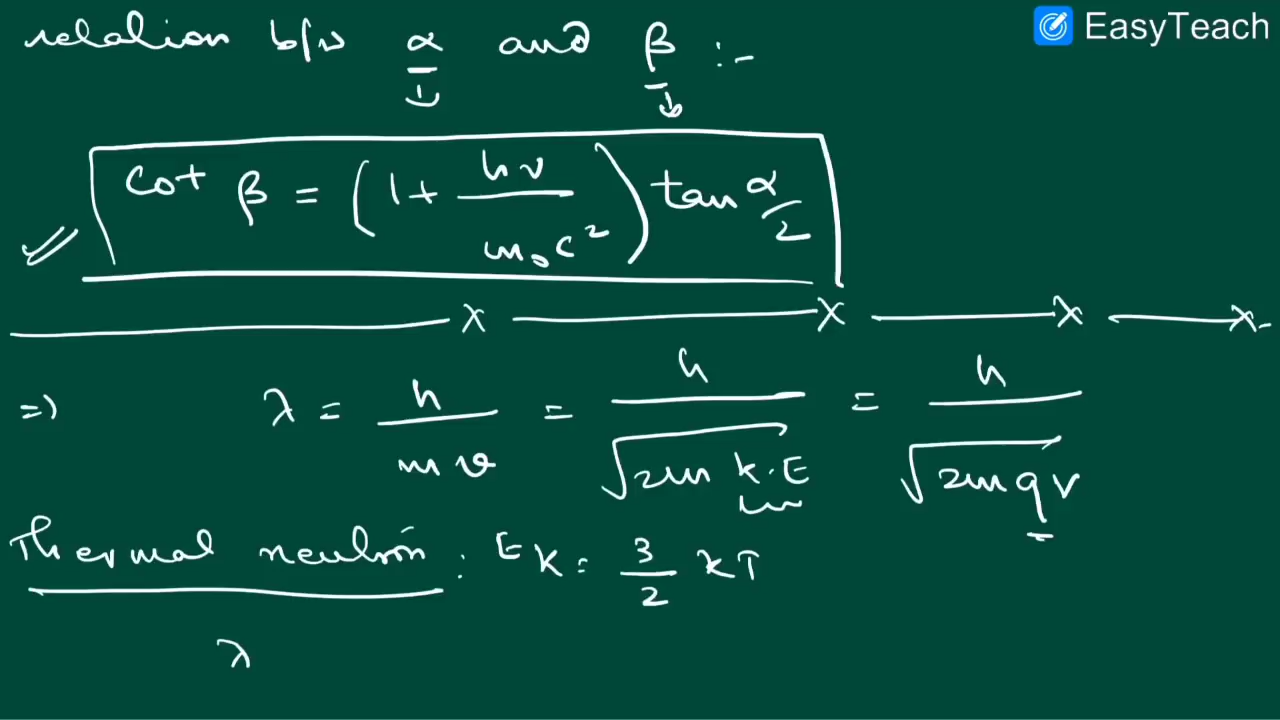 EasyTeach
relation b/w α and β :-
cot β = (1 + hν / m₀c²) tan α/2
=) λ = h / mv = h / √2m K.E = h / √2mqv
Thermal neutron : EK = 3/2 kT
λ